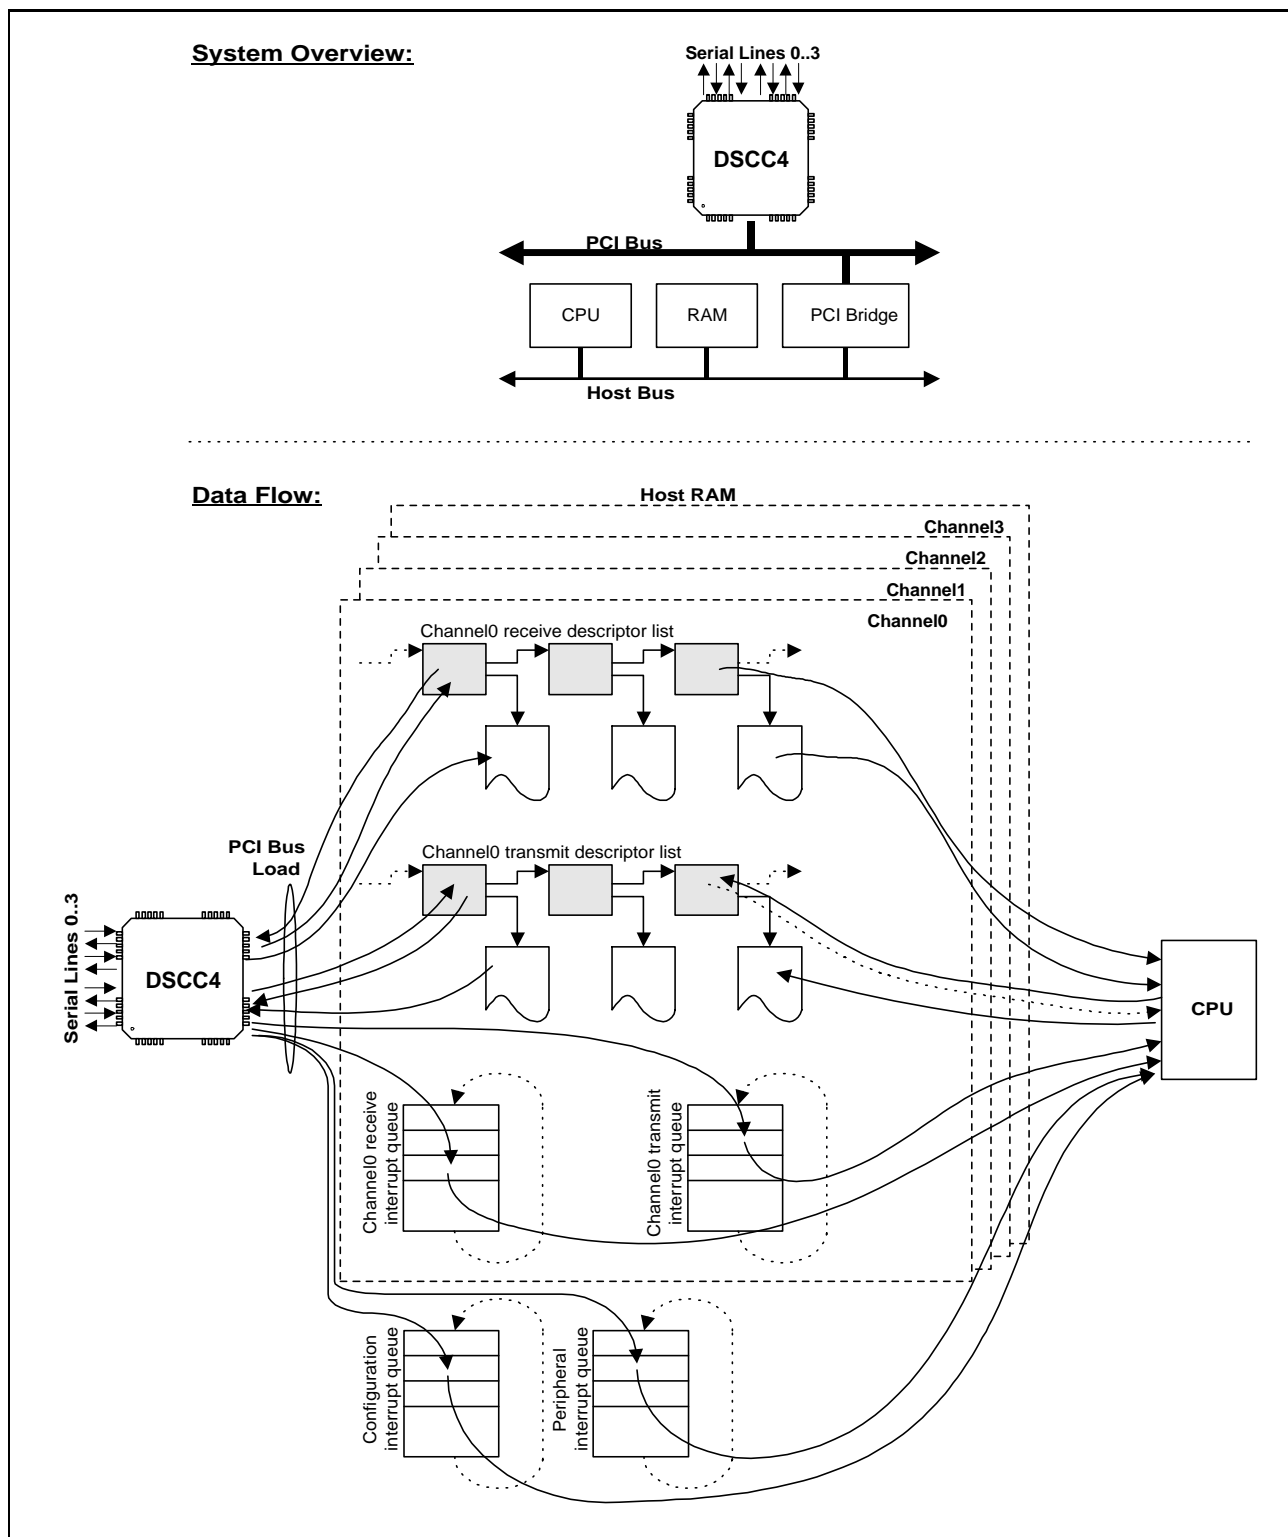 System Overview:
Serial Lines 0..3
DSCC4
PCI Bus
CPU
RAM
PCI Bridge
Host Bus
Data Flow:
Host RAM
Channel3
Channel2
Channel1
Channel0
Channel0 receive descriptor list
PCI Bus
Load
Channel0 transmit descriptor list
Serial Lines 0..3
DSCC4
CPU
Channel0 receive
interrupt queue
Channel0 transmit
interrupt queue
Configuration
interrupt queue
Peripheral
interrupt queue